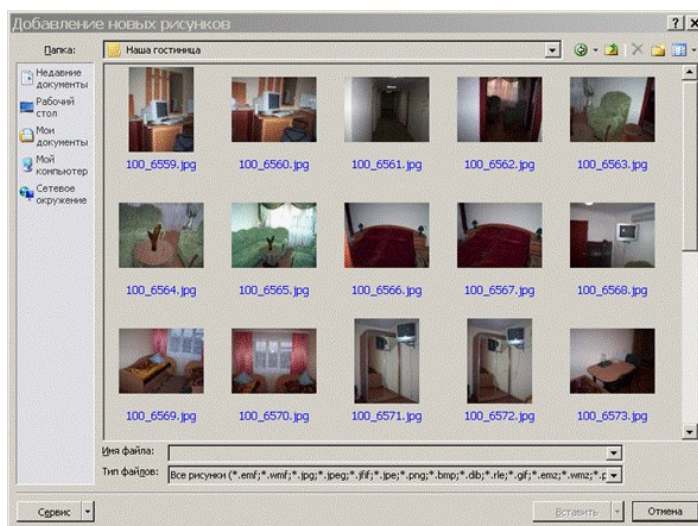 Добавление новых рисунков
Папка:
Наша гостиница
Недавние
документы
Рабочий
стол
Мои
документы
Мой
компьютер
Сетевое
окружение
100_6559.jpg
100_6560.jpg
100_6561.jpg
100_6562.jpg
100_6563.jpg
100_6564.jpg
100_6565.jpg
100_6566.jpg
100_6567.jpg
100_6568.jpg
100_6569.jpg
100_6570.jpg
100_6571.jpg
100_6572.jpg
100_6573.jpg
Имя файла:
Тип файлов:
Все рисунки (*.emf;*.wmf;*.jpg;*.jpeg;*.jfif;*.jpe;*.png;*.bmp;*.dib;*.rle;*.gif;*.emz;*.wmz;*.p
Сервис
Вставить
Отмена